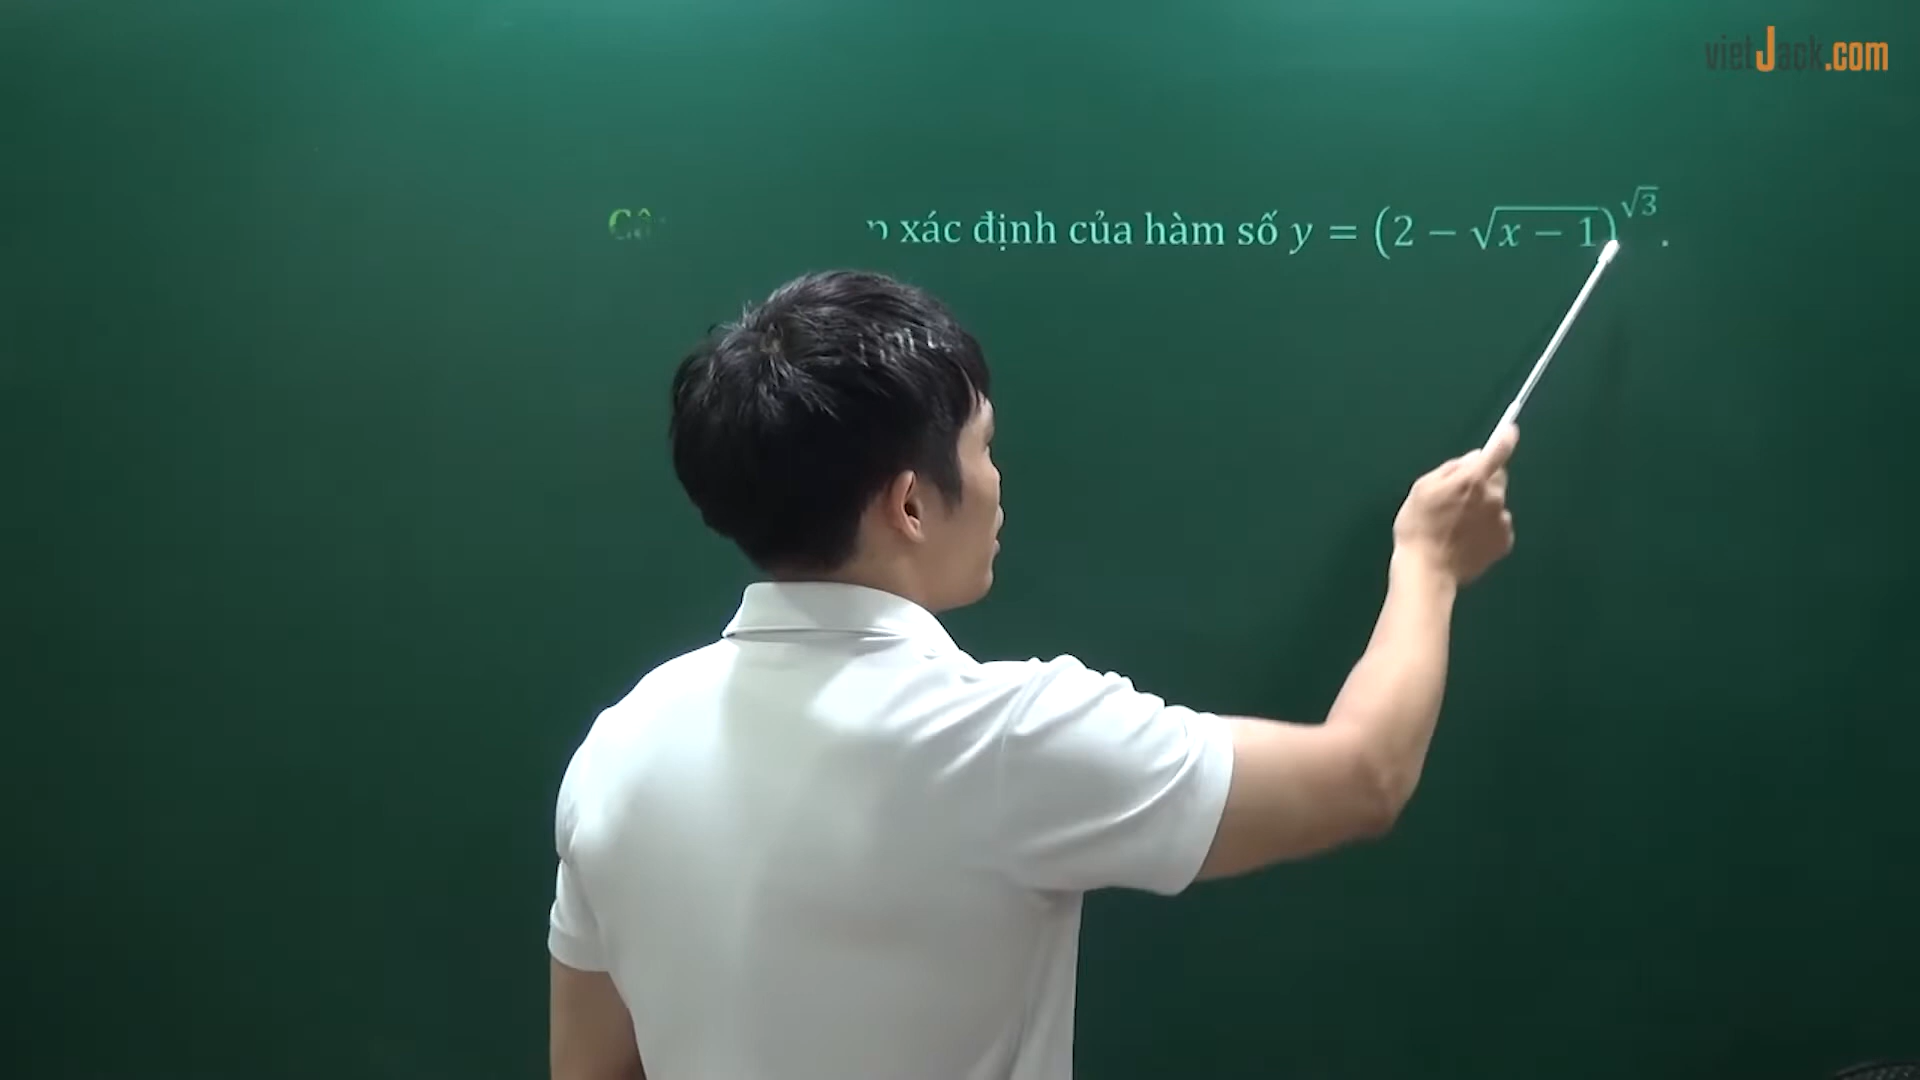 vietJack.com
xác định của hàm số y = (2 − √(x − 1))^√3.